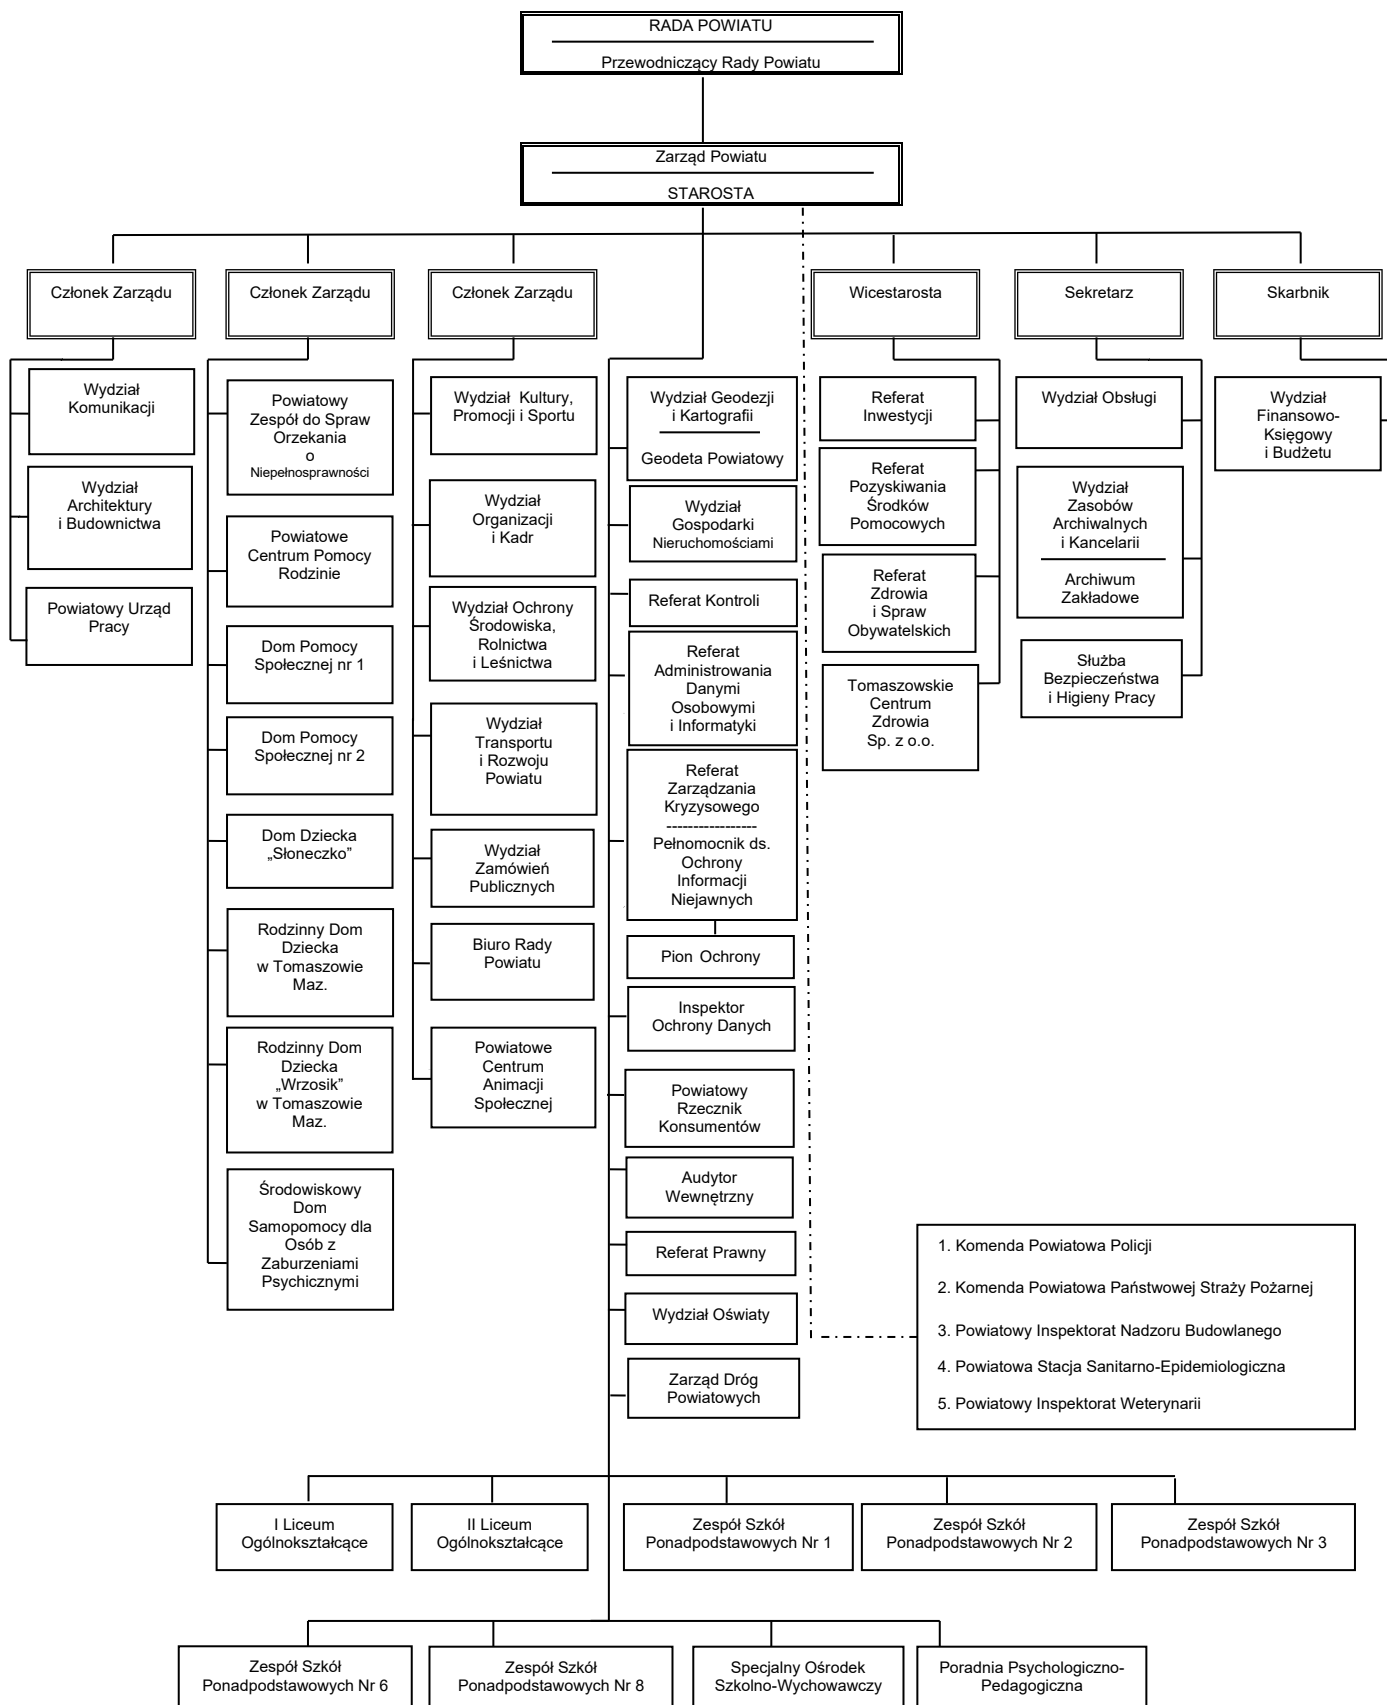 RADA POWIATU
Przewodniczący Rady Powiatu
Zarząd Powiatu
STAROSTA
Członek Zarządu
Wydział
Komunikacji
Wydział
Architektury
i Budownictwa
Powiatowy Urząd
Pracy
Członek Zarządu
Powiatowy
Zespół do Spraw
Orzekania
o
Niepełnosprawności
Powiatowe
Centrum Pomocy
Rodzinie
Dom Pomocy
Społecznej nr 1
Dom Pomocy
Społecznej nr 2
Dom Dziecka
„Słoneczko”
Rodzinny Dom
Dziecka
w Tomaszowie
Maz.
Rodzinny Dom
Dziecka
„Wrzosik”
w Tomaszowie
Maz.
Środowiskowy
Dom
Samopomocy dla
Osób z
Zaburzeniami
Psychicznymi
Członek Zarządu
Wydział Kultury,
Promocji i Sportu
Wydział
Organizacji
i Kadr
Wydział Ochrony
Środowiska,
Rolnictwa
i Leśnictwa
Wydział
Transportu
i Rozwoju
Powiatu
Wydział
Zamówień
Publicznych
Biuro Rady
Powiatu
Powiatowe
Centrum
Animacji
Społecznej
Wydział Geodezji
i Kartografii
Geodeta Powiatowy
Wydział
Gospodarki
Nieruchomościami
Referat Kontroli
Referat
Administrowania
Danymi
Osobowymi
i Informatyki
Referat
Zarządzania
Kryzysowego
-----------------
Pełnomocnik ds.
Ochrony
Informacji
Niejawnych
Pion Ochrony
Inspektor
Ochrony Danych
Powiatowy
Rzecznik
Konsumentów
Audytor
Wewnętrzny
Referat Prawny
Wydział Oświaty
Zarząd Dróg
Powiatowych
Wicestarosta
Referat
Inwestycji
Referat
Pozyskiwania
Środków
Pomocowych
Referat
Zdrowia
i Spraw
Obywatelskich
Tomaszowskie
Centrum
Zdrowia
Sp. z o.o.
Sekretarz
Wydział Obsługi
Wydział
Zasobów
Archiwalnych
i Kancelarii
Archiwum
Zakładowe
Służba
Bezpieczeństwa
i Higieny Pracy
Skarbnik
Wydział
Finansowo-
Księgowy
i Budżetu
1. Komenda Powiatowa Policji
2. Komenda Powiatowa Państwowej Straży Pożarnej
3. Powiatowy Inspektorat Nadzoru Budowlanego
4. Powiatowa Stacja Sanitarno-Epidemiologiczna
5. Powiatowy Inspektorat Weterynarii
I Liceum
Ogólnokształcące
II Liceum
Ogólnokształcące
Zespół Szkół
Ponadpodstawowych Nr 1
Zespół Szkół
Ponadpodstawowych Nr 2
Zespół Szkół
Ponadpodstawowych Nr 3
Zespół Szkół
Ponadpodstawowych Nr 6
Zespół Szkół
Ponadpodstawowych Nr 8
Specjalny Ośrodek
Szkolno-Wychowawczy
Poradnia Psychologiczno-
Pedagogiczna